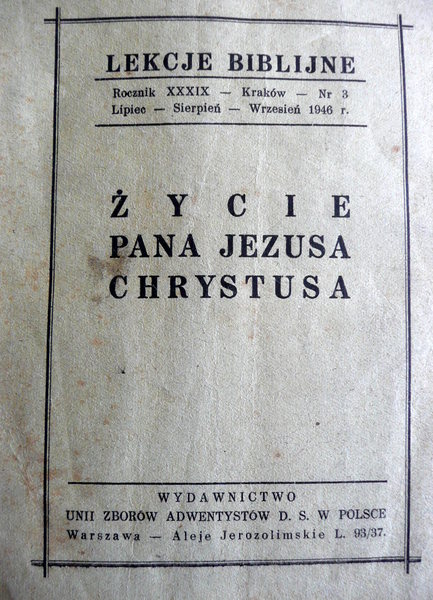 LEKCJE BIBLIJNE
Rocznik XXXIX — Kraków — Nr 3
Lipiec — Sierpień — Wrzesień 1946 r.
ŻYCIE
PANA JEZUSA
CHRYSTUSA
WYDAWNICTWO
UNII ZBORÓW ADWENTYSTÓW D. S. W POLSCE
Warszawa — Aleje Jerozolimskie L. 93/37.